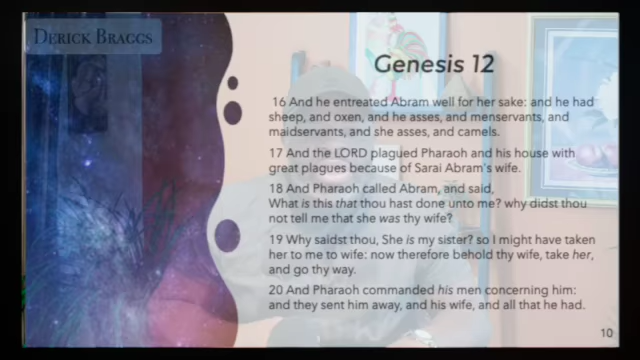 DERICK BRAGGS
Genesis 12
16 And he entreated Abram well for her sake: and he had
sheep, and oxen, and he asses, and menservants, and
maidservants, and she asses, and camels.
17 And the LORD plagued Pharaoh and his house with
great plagues because of Sarai Abram's wife.
18 And Pharaoh called Abram, and said,
What is this that thou hast done unto me? why didst thou
not tell me that she was thy wife?
19 Why saidst thou, She is my sister? so I might have taken
her to me to wife: now therefore behold thy wife, take her,
and go thy way.
20 And Pharaoh commanded his men concerning him:
and they sent him away, and his wife, and all that he had.
10